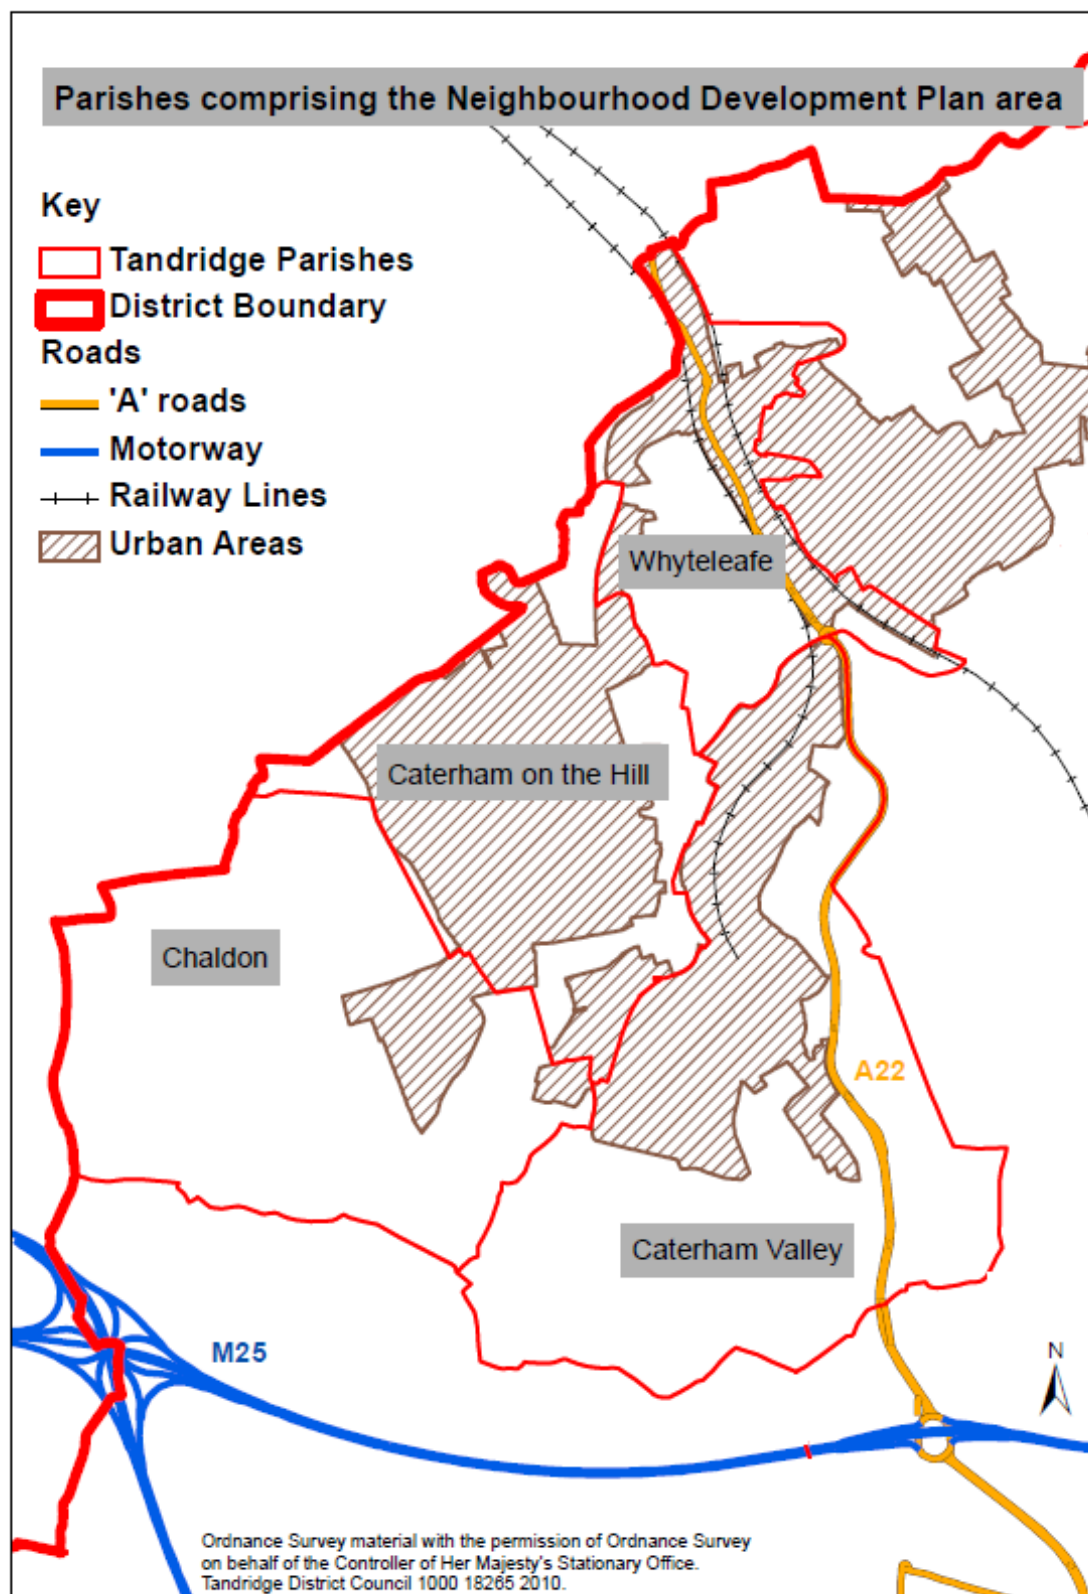 Parishes comprising the Neighbourhood Development Plan area
Key
Tandridge Parishes
District Boundary
Roads
'A' roads
Motorway
Railway Lines
Urban Areas
Whyteleafe
Caterham on the Hill
Chaldon
A22
Caterham Valley
M25
N
Ordnance Survey material with the permission of Ordnance Survey
on behalf of the Controller of Her Majesty's Stationary Office.
Tandridge District Council 1000 18265 2010.